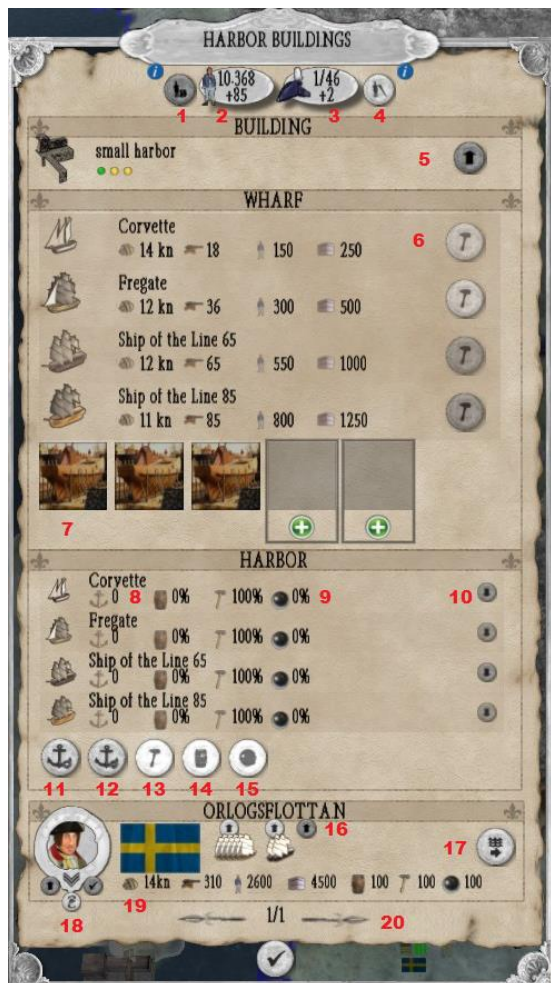 HARBOR BUILDINGS
i
i
10.368
+85
1/46
+2
1
2
3
4
BUILDING
small harbor
5
WHARF
Corvette
14 kn 18 150 250
6
Fregate
12 kn 36 300 500
Ship of the Line 65
12 kn 65 550 1000
Ship of the Line 85
11 kn 85 800 1250
7
HARBOR
Corvette
0 8 0% 100% 0% 9
10
Fregate
0 0% 100% 0%
Ship of the Line 65
0 0% 100% 0%
Ship of the Line 85
0 0% 100% 0%
11 12 13 14 15
ORLOGSFLOTTAN
16
17
14kn 310 2600 4500 100 100 100
18
19
1/1
20